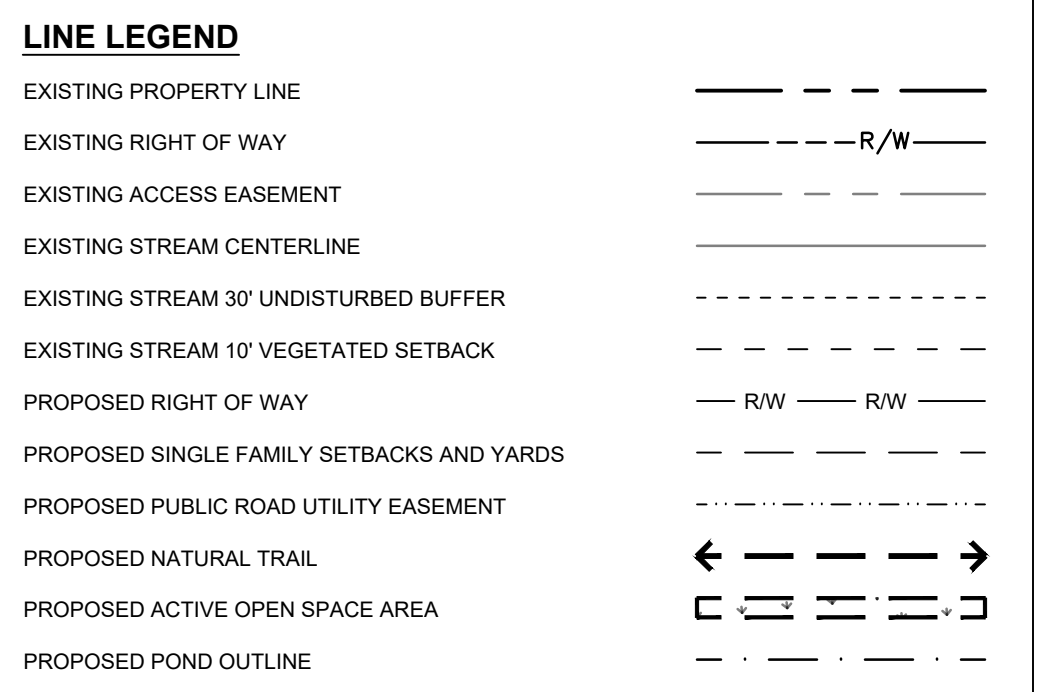 LINE LEGEND
EXISTING PROPERTY LINE
EXISTING RIGHT OF WAY R/W
EXISTING ACCESS EASEMENT
EXISTING STREAM CENTERLINE
EXISTING STREAM 30' UNDISTURBED BUFFER
EXISTING STREAM 10' VEGETATED SETBACK
PROPOSED RIGHT OF WAY R/W R/W
PROPOSED SINGLE FAMILY SETBACKS AND YARDS
PROPOSED PUBLIC ROAD UTILITY EASEMENT
PROPOSED NATURAL TRAIL
PROPOSED ACTIVE OPEN SPACE AREA
PROPOSED POND OUTLINE